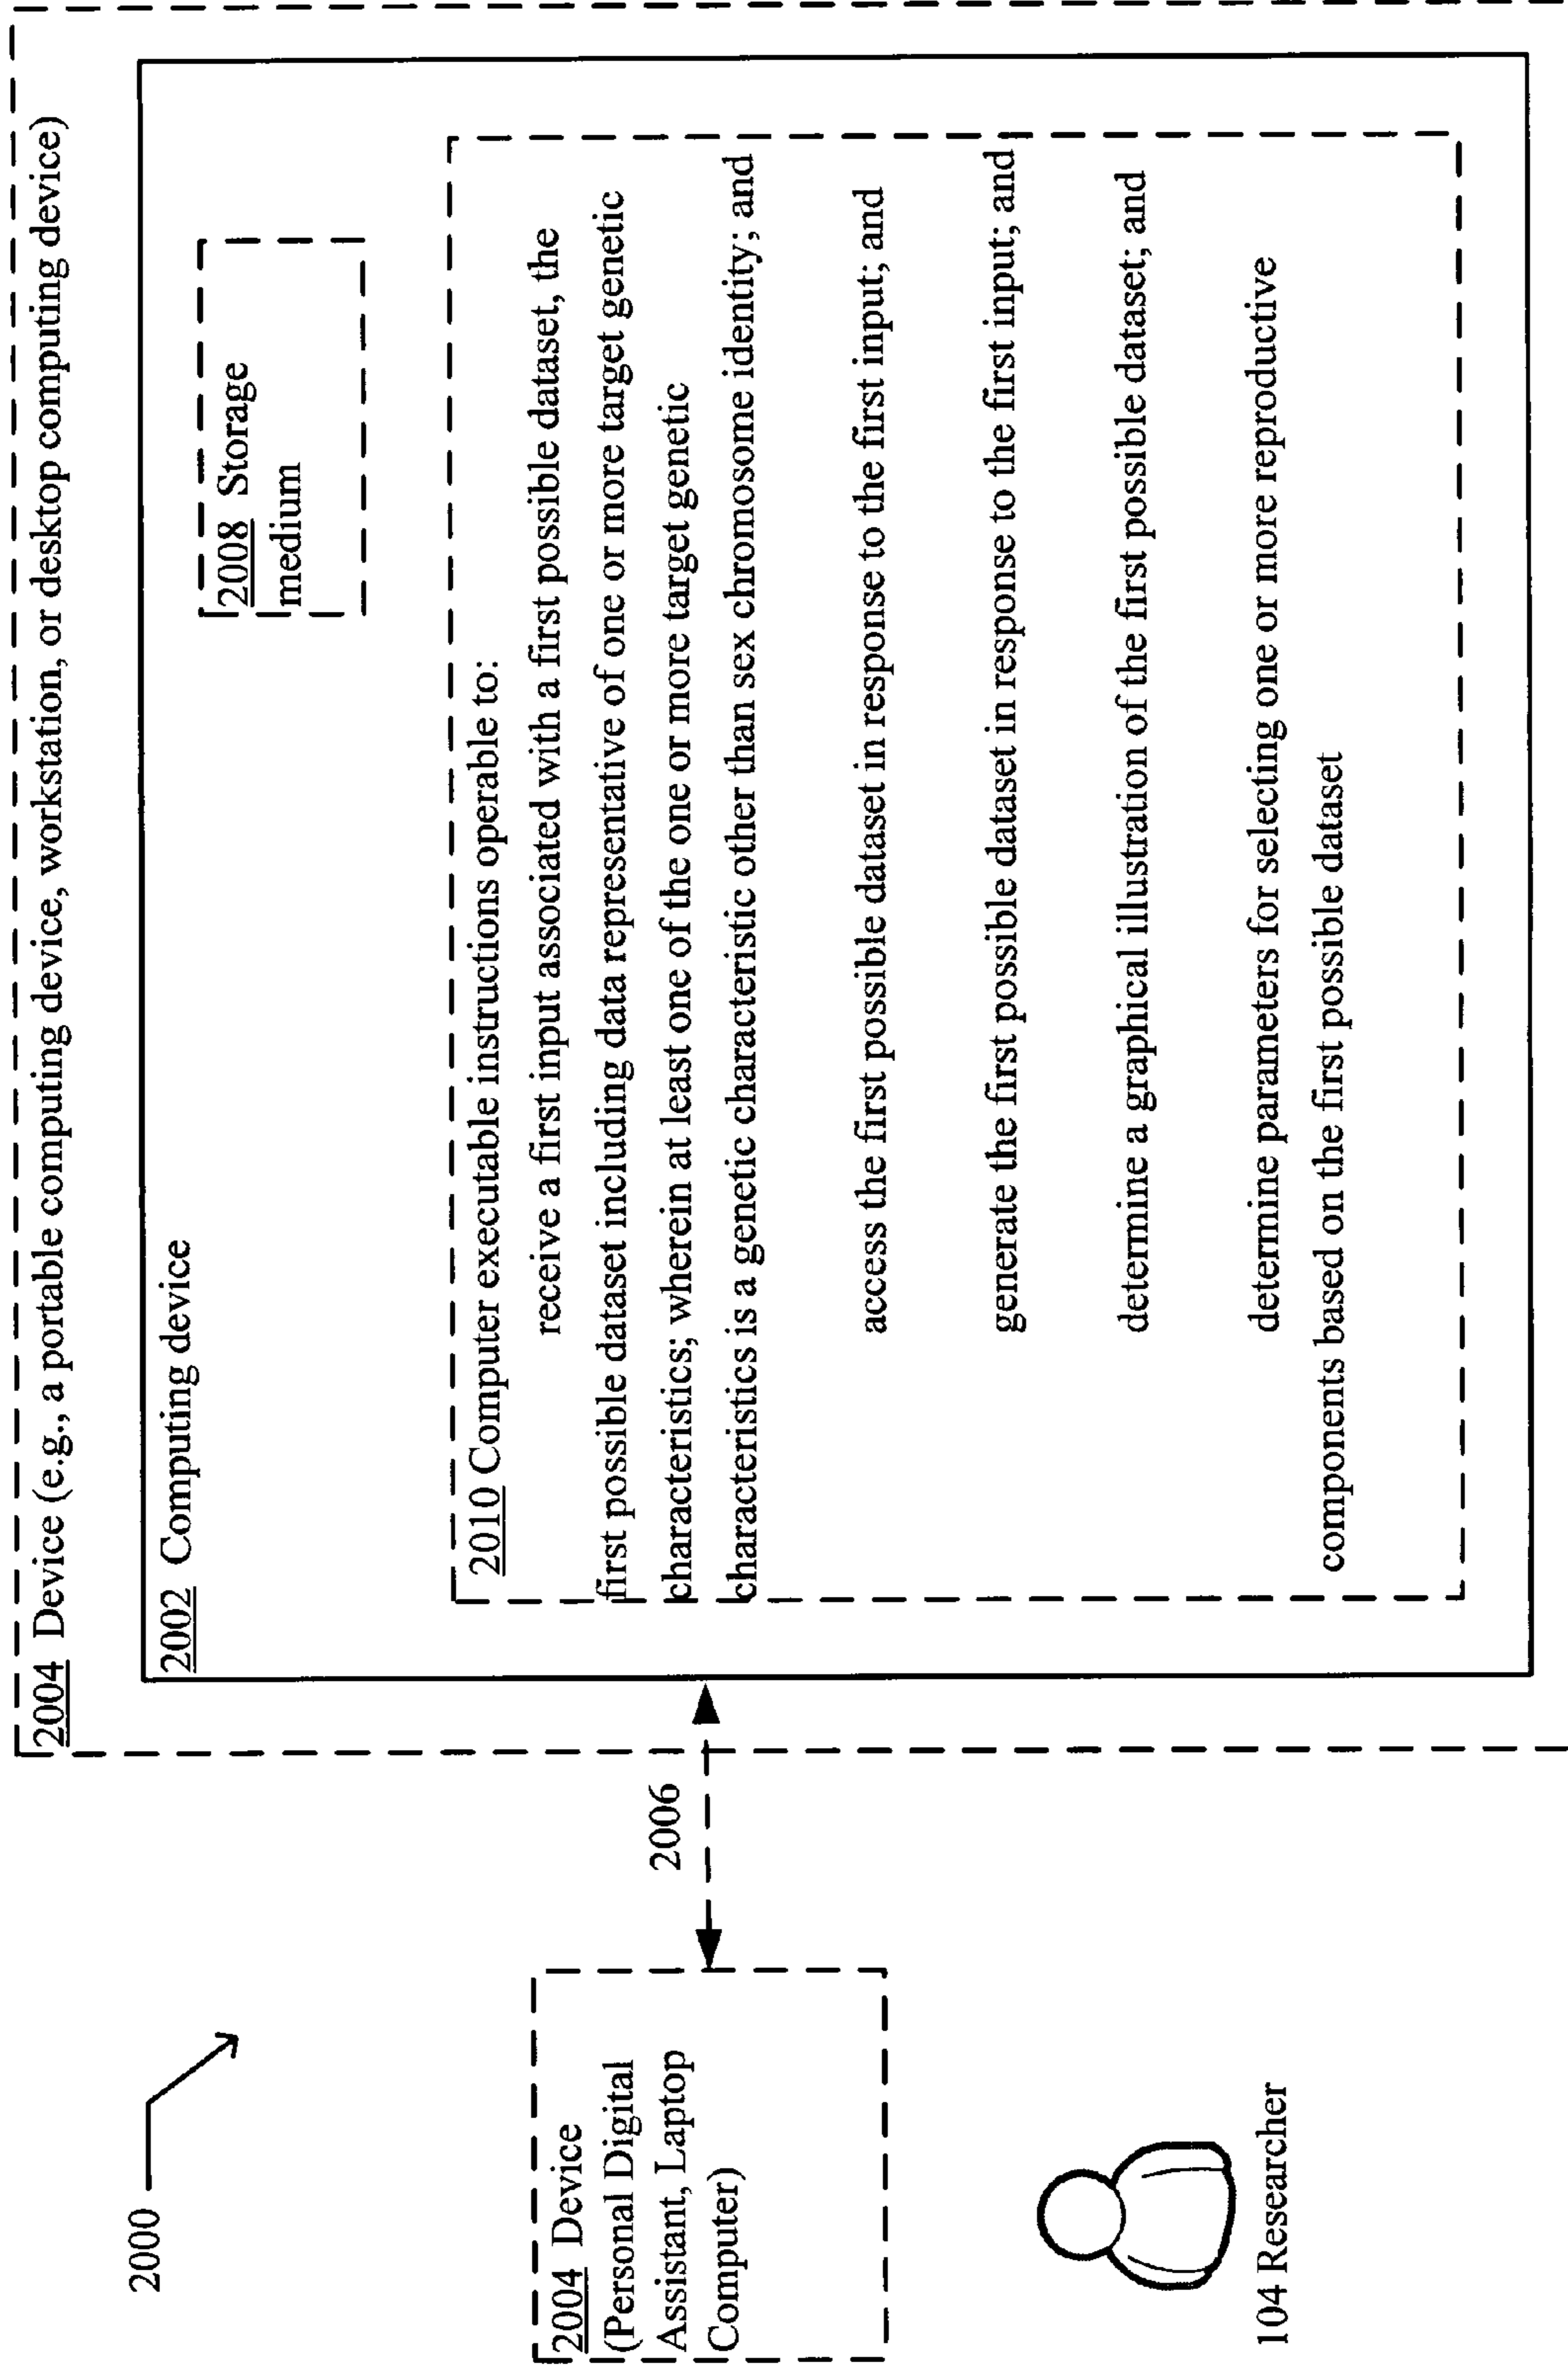 2000
2004 Device (e.g., a portable computing device, workstation, or desktop computing device)
2002 Computing device
2008 Storage
medium
2010 Computer executable instructions operable to:
receive a first input associated with a first possible dataset, the
first possible dataset including data representative of one or more target genetic
characteristics; wherein at least one of the one or more target genetic
characteristics is a genetic characteristic other than sex chromosome identity; and
access the first possible dataset in response to the first input; and
generate the first possible dataset in response to the first input; and
determine a graphical illustration of the first possible dataset; and
determine parameters for selecting one or more reproductive
components based on the first possible dataset
2006
2004 Device
(Personal Digital
Assistant, Laptop
Computer)
104 Researcher